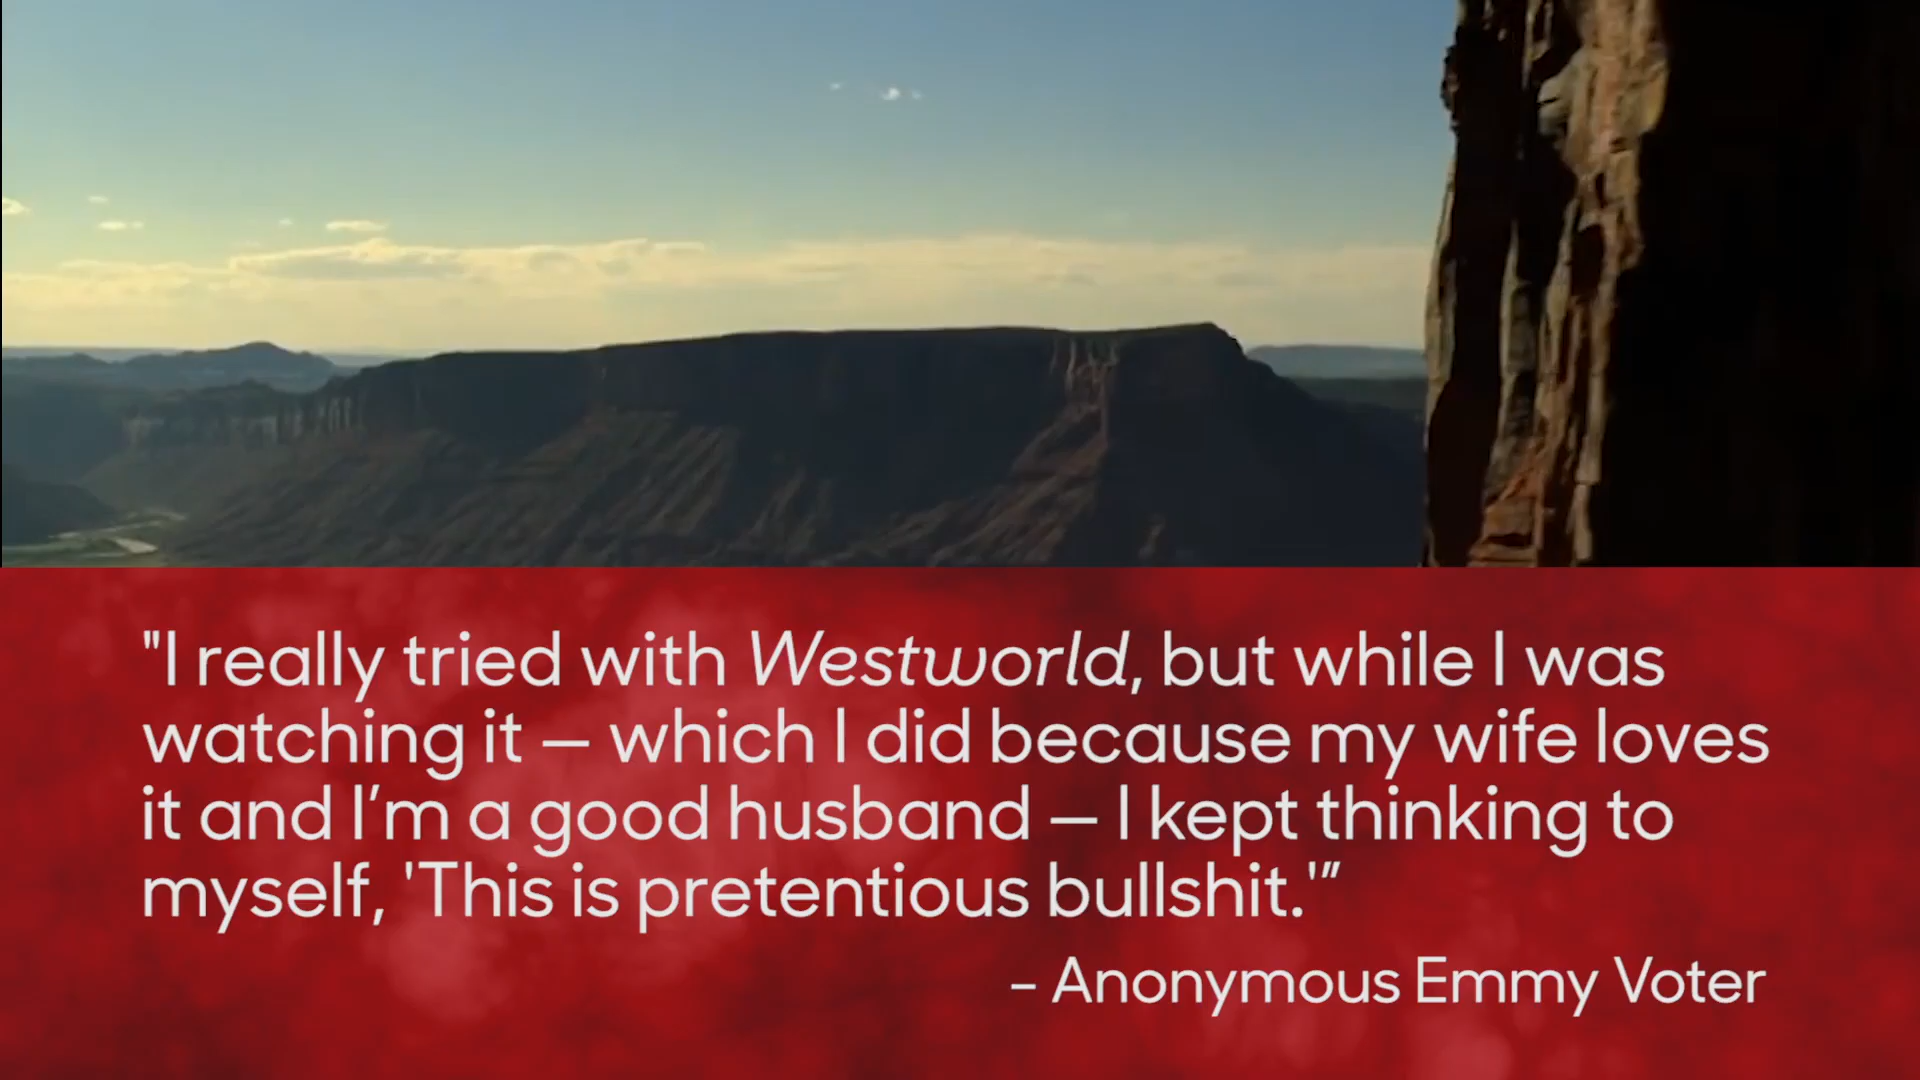 "I really tried with Westworld, but while I was
watching it – which I did because my wife loves
it and I’m a good husband – I kept thinking to
myself, 'This is pretentious bullshit.'”
– Anonymous Emmy Voter